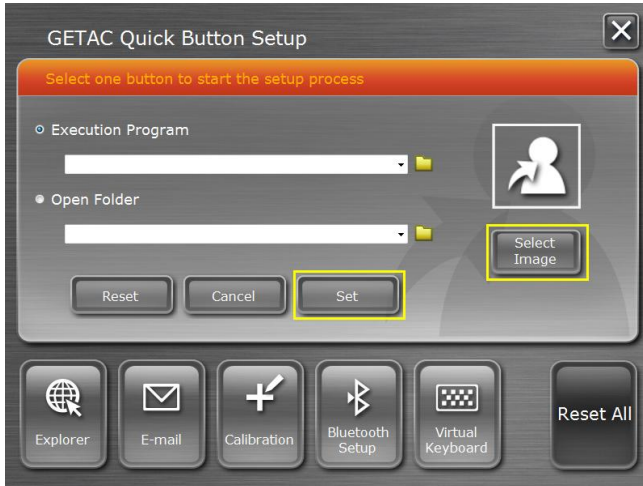 GETAC Quick Button Setup
Select one button to start the setup process
Execution Program
Open Folder
Select
Image
Reset
Cancel
Set
Explorer
E-mail
Calibration
Bluetooth
Setup
Virtual
Keyboard
Reset All